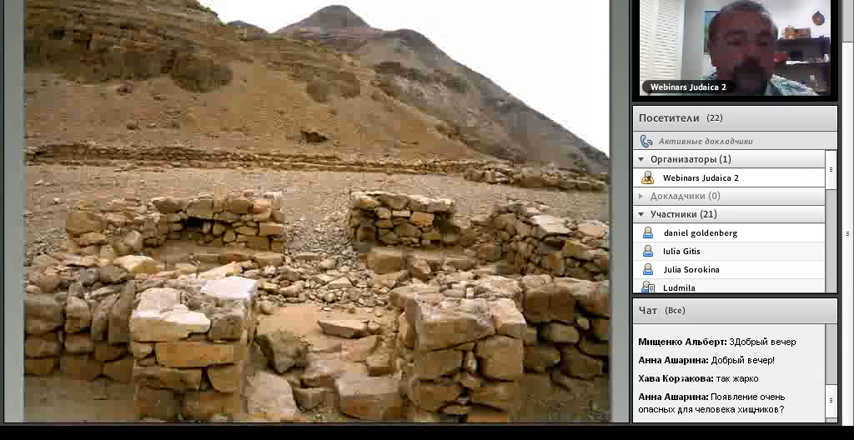 Webinars Judaica 2
Посетители (22)
Активные докладчики
Организаторы (1)
Webinars Judaica 2
Докладчики (0)
Участники (21)
daniel goldenberg
Iulia Gitis
Julia Sorokina
Ludmila
Чат (Все)
Мищенко Альберт: ЗДобрый вечер
Анна Ашарина: Добрый вечер!
Хава Корзакова: так жарко
Анна Ашарина: Появление очень
опасных для человека хищников?